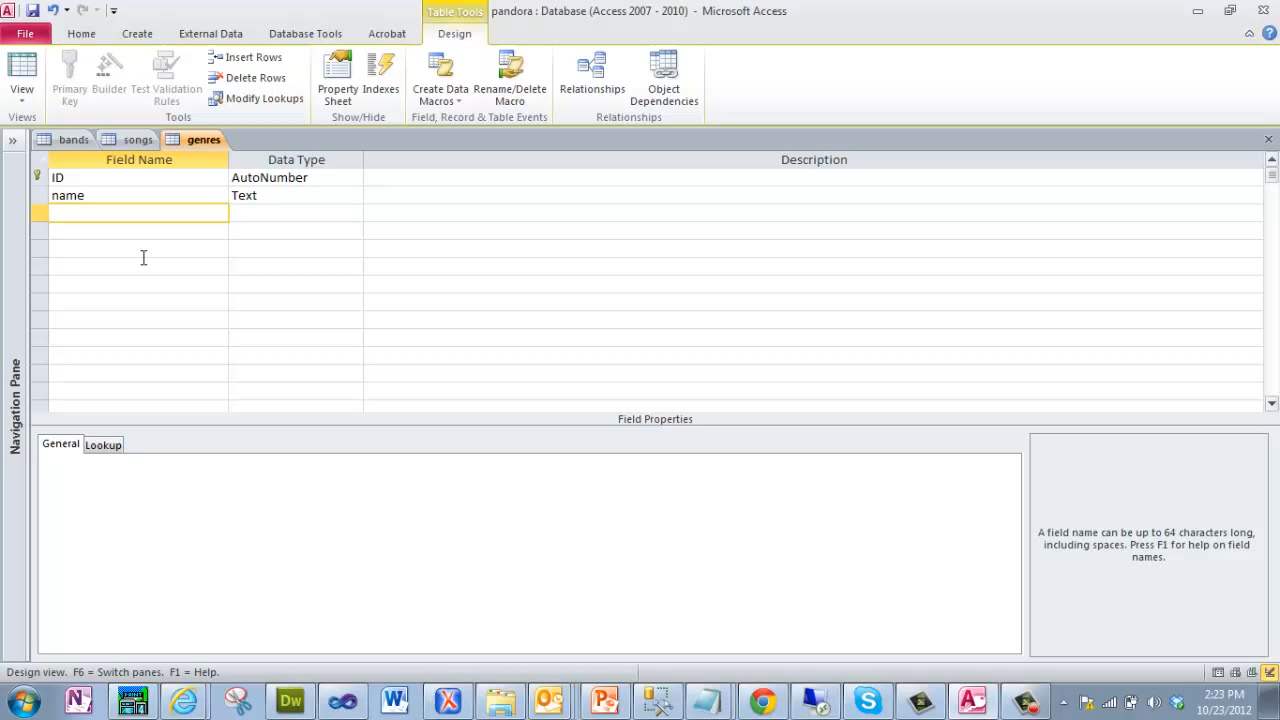 Table Tools
pandora : Database (Access 2007 - 2010) - Microsoft Access
File
Home
Create
External Data
Database Tools
Acrobat
Design
View
Primary
Key
Builder
Test Validation
Rules
Insert Rows
Delete Rows
Modify Lookups
Property
Sheet
Indexes
Create Data
Macros
Rename/Delete
Macro
Relationships
Object
Dependencies
Views
Tools
Show/Hide
Field, Record & Table Events
Relationships
bands
songs
genres
Field Name
Data Type
Description
ID
AutoNumber
name
Text
Navigation Pane
Field Properties
General
Lookup
A field name can be up to 64 characters long,
including spaces. Press F1 for help on field
names.
Design view. F6 = Switch panes. F1 = Help.
Dw
2:23 PM
10/23/2012